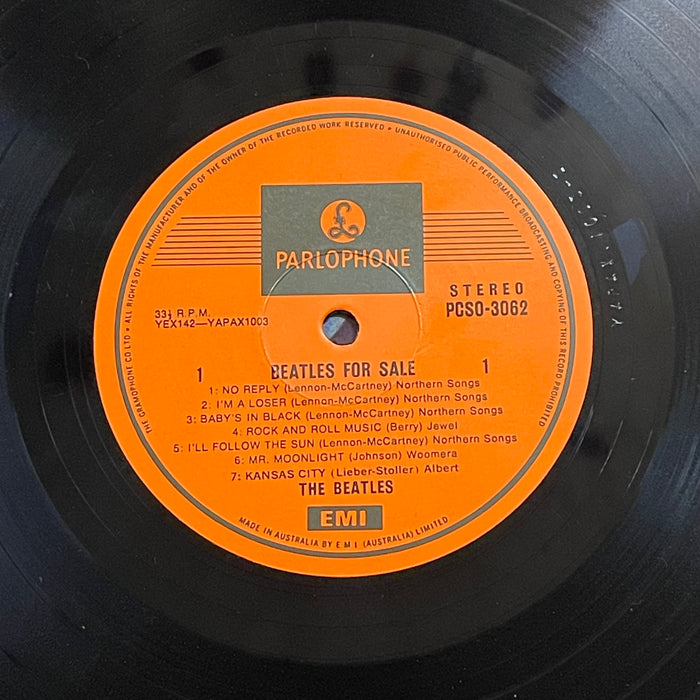 THE GRAMOPHONE CO LTD • ALL RIGHTS OF THE MANUFACTURER AND OF THE OWNER OF THE RECORDED WORK RESERVED • UNAUTHORISED PUBLIC PERFORMANCE BROADCASTING AND COPYING OF THIS RECORD PROHIBITED
£
PARLOPHONE
STEREO
PCSO-3062
33⅓ R.P.M.
YEX142—YAPAX1003
1 BEATLES FOR SALE 1
1: NO REPLY (Lennon-McCartney) Northern Songs
2: I'M A LOSER (Lennon-McCartney) Northern Songs
3: BABY'S IN BLACK (Lennon-McCartney) Northern Songs
4: ROCK AND ROLL MUSIC (Berry) Jewel
5: I'LL FOLLOW THE SUN (Lennon-McCartney) Northern Songs
6: MR. MOONLIGHT (Johnson) Woomera
7: KANSAS CITY (Lieber-Stoller) Albert
THE BEATLES
EMI
MADE IN AUSTRALIA BY E M I (AUSTRALIA) LIMITED